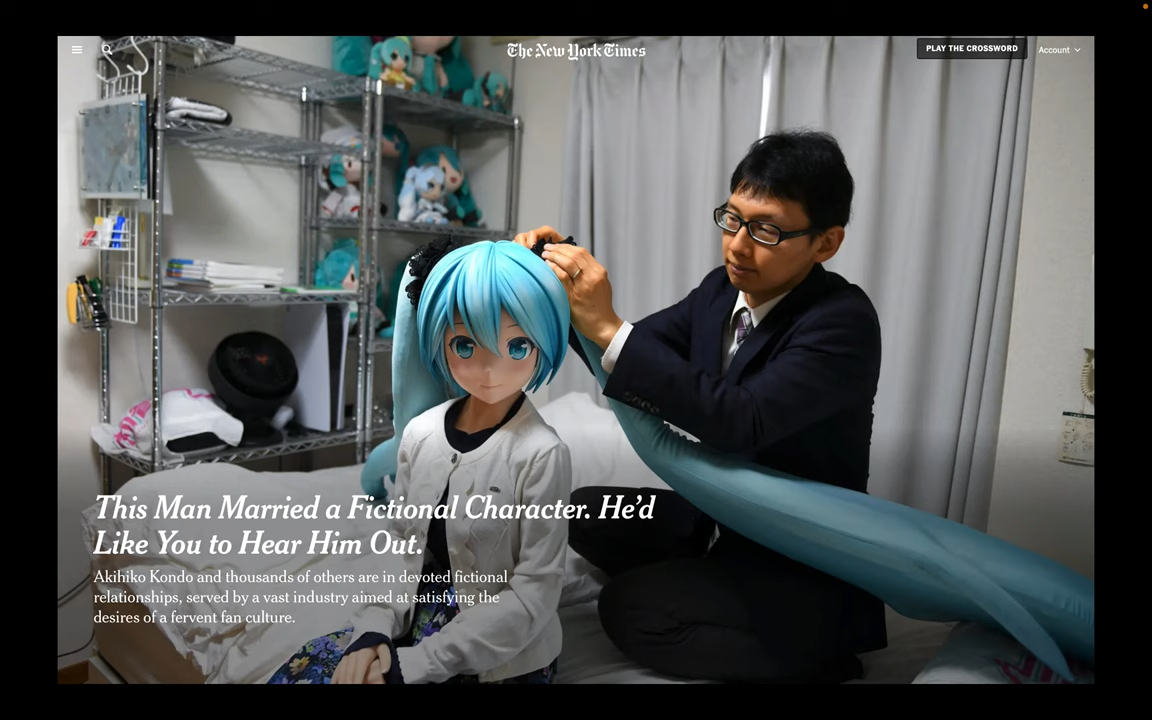 The New York Times
PLAY THE CROSSWORD
Account
This Man Married a Fictional Character. He’d
Like You to Hear Him Out.
Akihiko Kondo and thousands of others are in devoted fictional
relationships, served by a vast industry aimed at satisfying the
desires of a fervent fan culture.